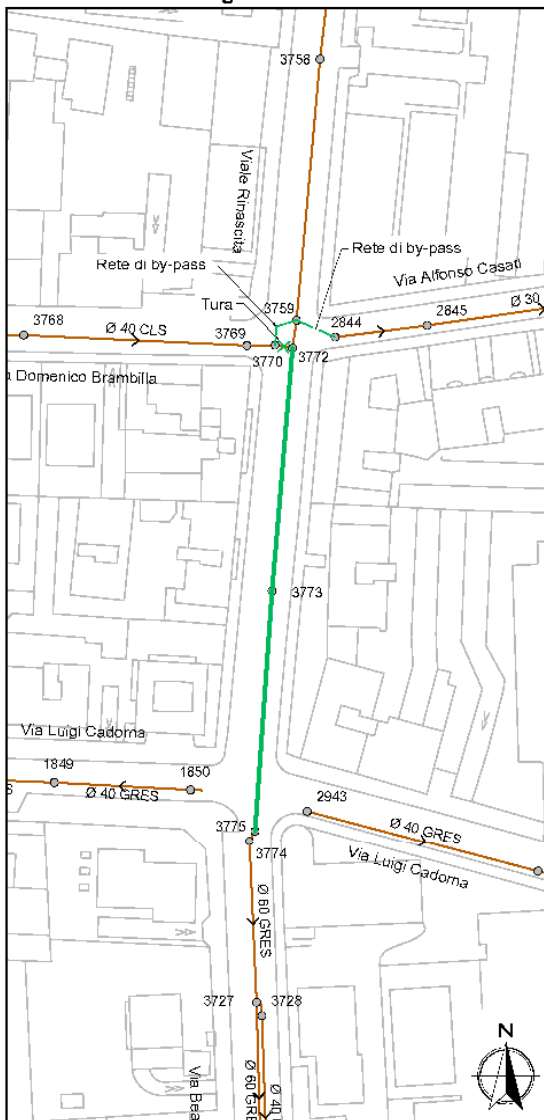 3758
Viale Rinascita
Rete di by-pass
Rete di by-pass
Via Alfonso Casati
Tura
3759
2844
2845
Ø 30
3768
Ø 40 CLS
3769
3770
3772
a Domenico Brambilla
3773
Via Luigi Cadorna
1849
1850
S
Ø 40 GRES
2943
Ø 40 GRES
3775
3774
Via Luigi Cadorna
Ø 60 GRES
3727
3728
Ø 60 GRE
Ø 40
Via Bea
N